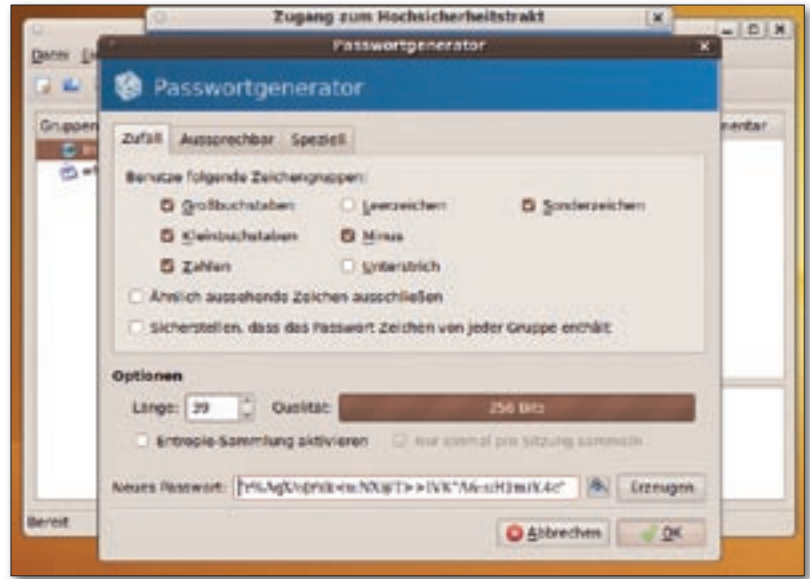 Zugang zum Hochsicherheitstrakt
Passwortgenerator
Datei
Passwortgenerator
Gruppen
mentar
Zufall Aussprechbar Speziell
Benutze folgende Zeichengruppen:
Großbuchstaben Leerzeichen Sonderzeichen
Kleinbuchstaben Minus
Zahlen Unterstrich
Ähnlich aussehende Zeichen ausschließen
Sicherstellen, dass das Passwort Zeichen von jeder Gruppe enthält
Optionen
Länge: 39 Qualität: 256 Bits
Entropie-Sammlung aktivieren Nur einmal pro Sitzung sammeln
Neues Passwort: Erzeugen
Bereit
Abbrechen OK